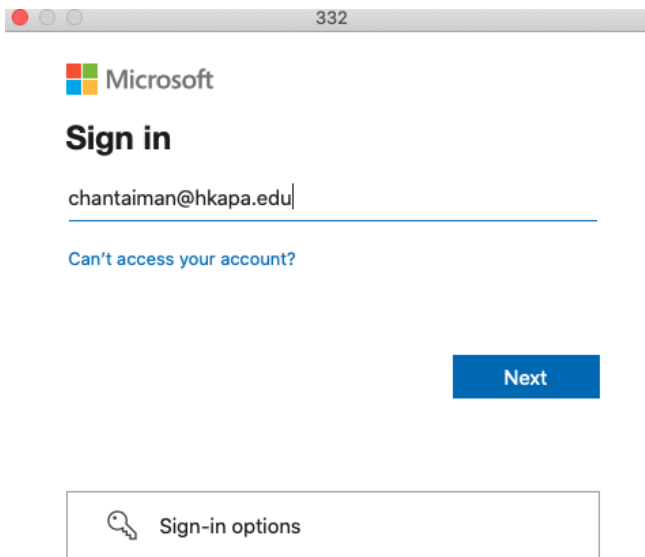 332
Microsoft
Sign in
chantaiman@hkapa.edu
Can't access your account?
Next
Sign-in options